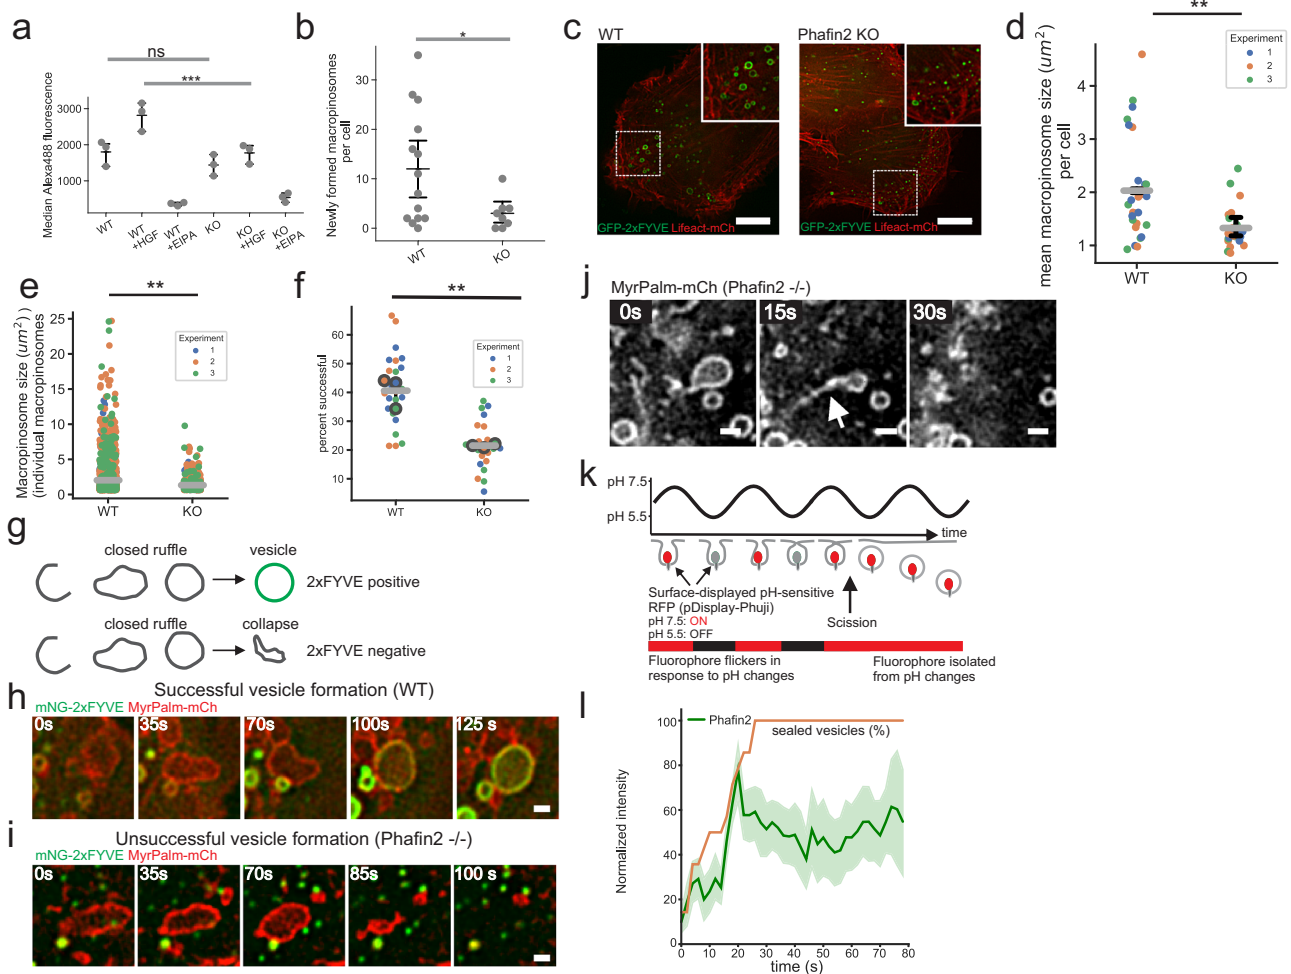 a
ns
***
Median Alexa488 fluorescence
3000
2000
1000
WT
WT +HGF
WT +EIPA
KO
KO +HGF
KO +EIPA
b
*
Newly formed macropinosomes
per cell
30
20
10
0
WT
KO
c
WT
Phafin2 KO
GFP-2xFYVE Lifeact-mCh
GFP-2xFYVE Lifeact-mCh
d
**
mean macropinosome size (um²)
per cell
Experiment
1
2
3
4
3
2
1
WT
KO
e
**
Macropinosome size (um²))
(individual macropinosomes
Experiment
1
2
3
25
20
15
10
5
0
WT
KO
f
**
percent successful
Experiment
1
2
3
60
50
40
30
20
10
WT
KO
g
closed ruffle
vesicle
2xFYVE positive
closed ruffle
collapse
2xFYVE negative
h
Successful vesicle formation (WT)
mNG-2xFYVE MyrPalm-mCh
0s
35s
70s
100s
125 s
i
Unsuccessful vesicle formation (Phafin2 -/-)
mNG-2xFYVE MyrPalm-mCh
0s
35s
70s
85s
100 s
j
MyrPalm-mCh (Phafin2 -/-)
0s
15s
30s
k
pH 7.5
pH 5.5
time
Surface-displayed pH-sensitive
RFP (pDisplay-Phuji)
pH 7.5: ON
pH 5.5: OFF
Scission
Fluorophore flickers in
response to pH changes
Fluorophore isolated
from pH changes
l
Normalized intensity
100
80
60
40
20
0
Phafin2
sealed vesicles (%)
0
10
20
30
40
50
60
70
80
time (s)